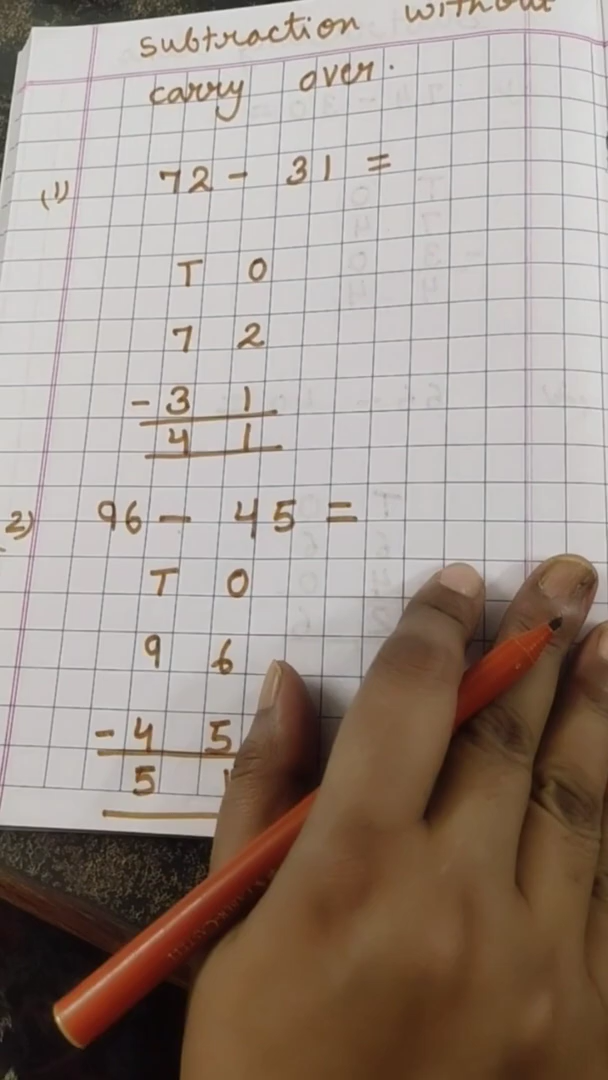 subtraction without
carry over.
(1) 72 - 31 =
T O
7 2
- 3 1
4 1
2) 96 - 45 =
T O
9 6
- 4 5
5 1